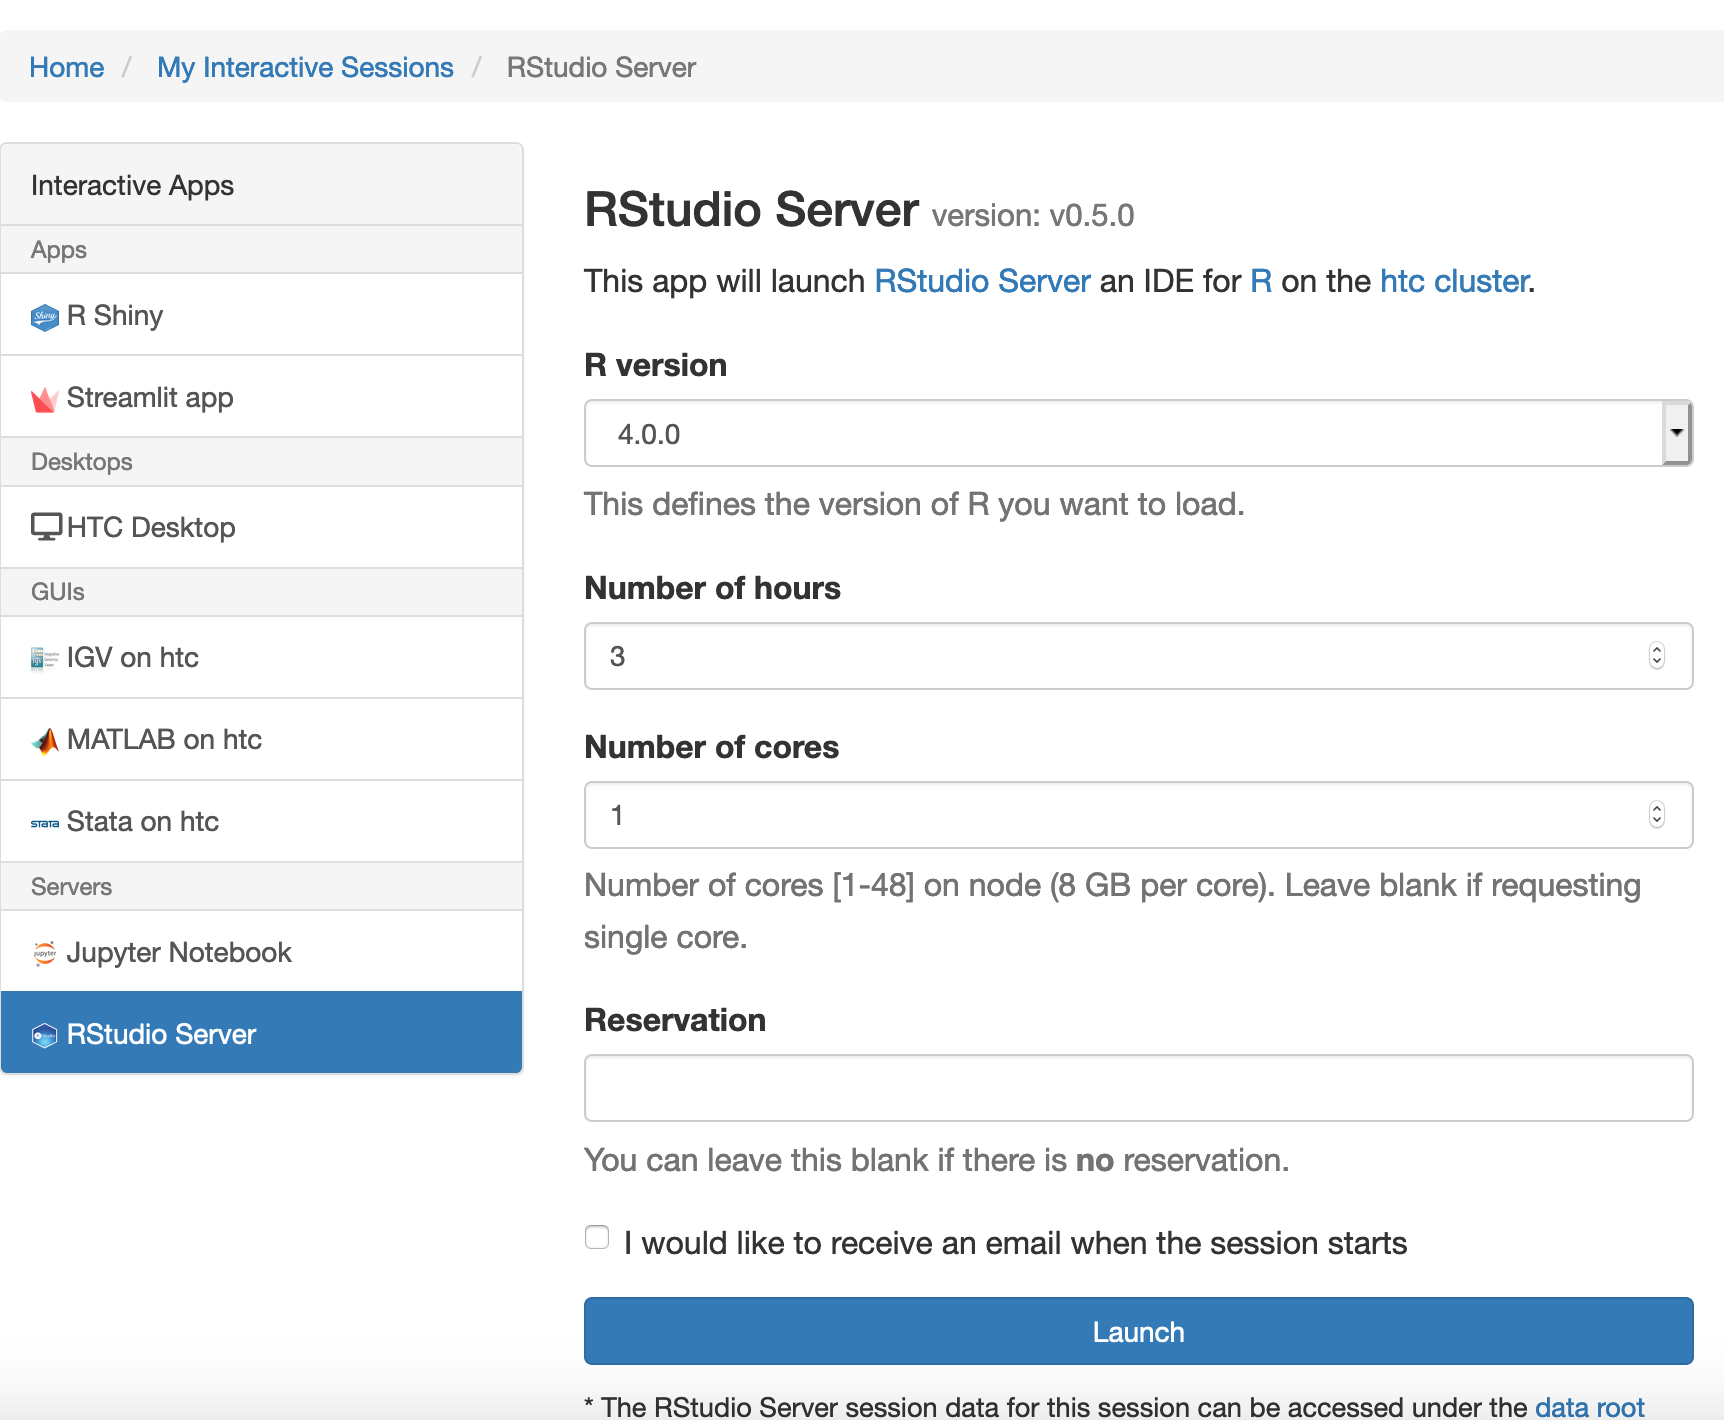 Home / My Interactive Sessions / RStudio Server
Interactive Apps
Apps
R Shiny
Streamlit app
Desktops
HTC Desktop
GUIs
IGV on htc
MATLAB on htc
Stata on htc
Servers
Jupyter Notebook
RStudio Server
RStudio Server version: v0.5.0
This app will launch RStudio Server an IDE for R on the htc cluster.
R version
4.0.0
This defines the version of R you want to load.
Number of hours
3
Number of cores
1
Number of cores [1-48] on node (8 GB per core). Leave blank if requesting
single core.
Reservation
You can leave this blank if there is no reservation.
I would like to receive an email when the session starts
Launch
* The RStudio Server session data for this session can be accessed under the data root